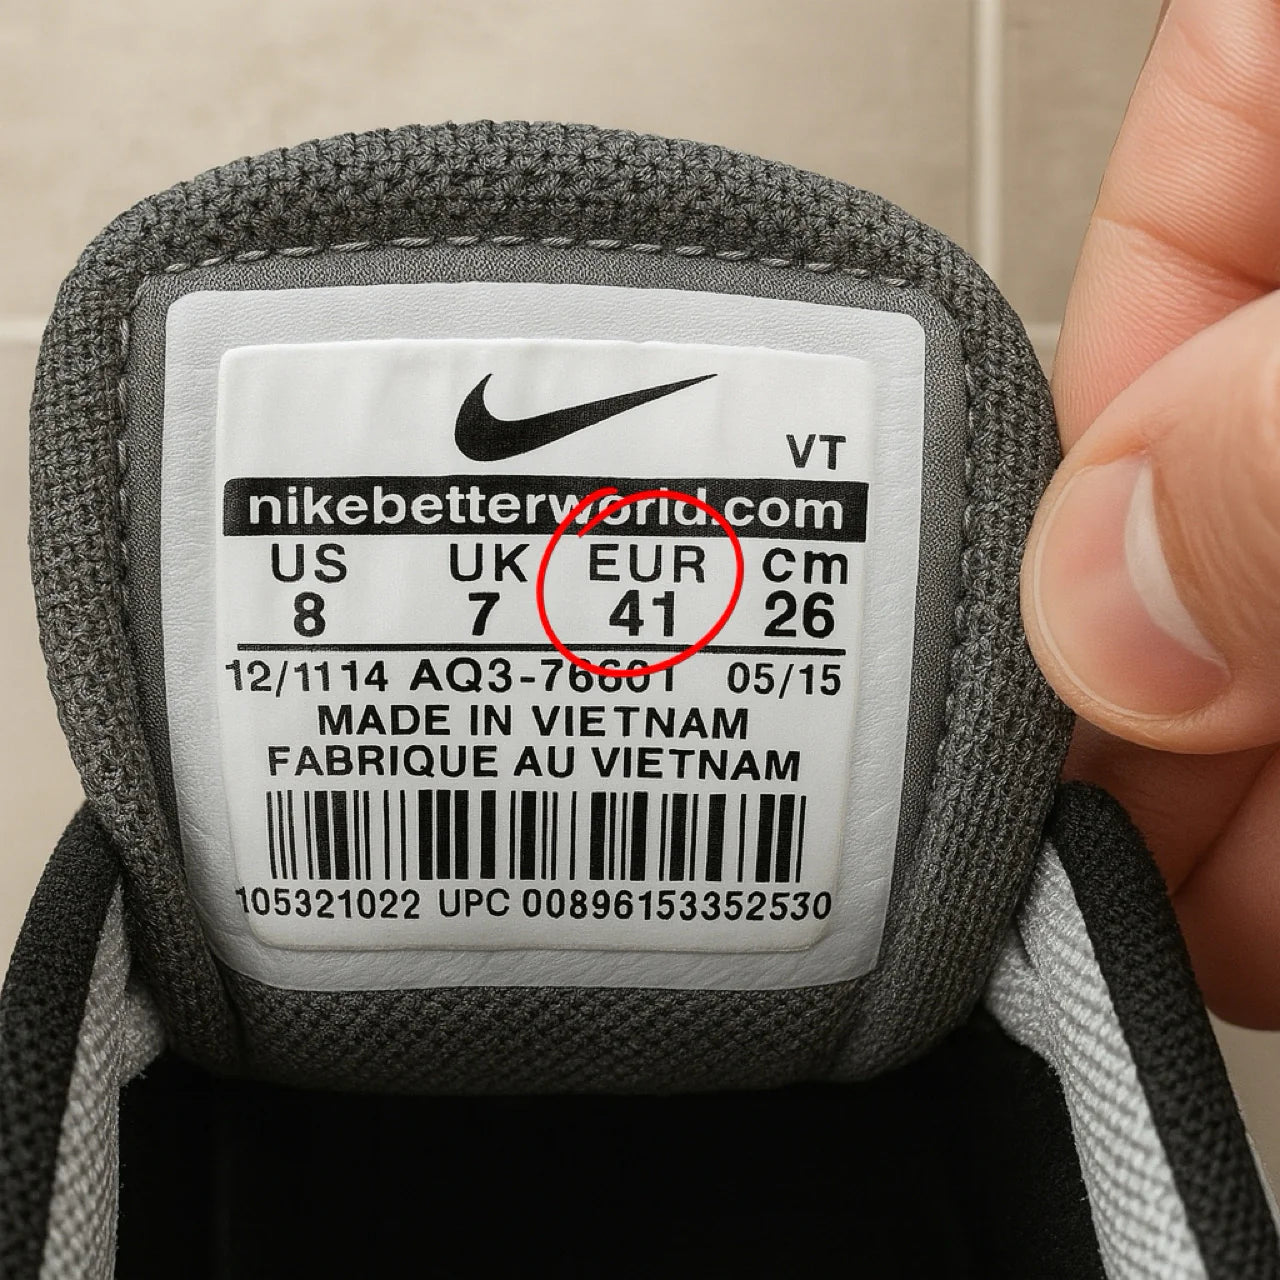 VT
nikebetterworld.com
US UK EUR cm
8 7 41 26
12/1114 AQ3-76601 05/15
MADE IN VIETNAM
FABRIQUE AU VIETNAM
105321022 UPC 00896153352530